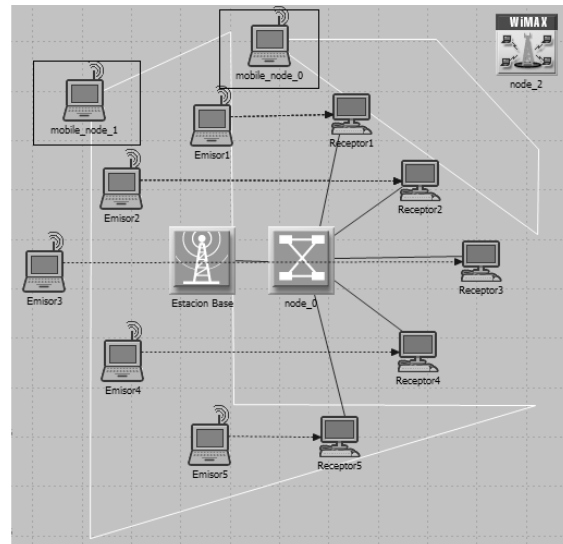 WiMAX
node_2
mobile_node_0
mobile_node_1
Emisor1
Receptor1
Emisor2
Receptor2
Emisor3
Estacion Base
node_0
Receptor3
Emisor4
Receptor4
Emisor5
Receptor5